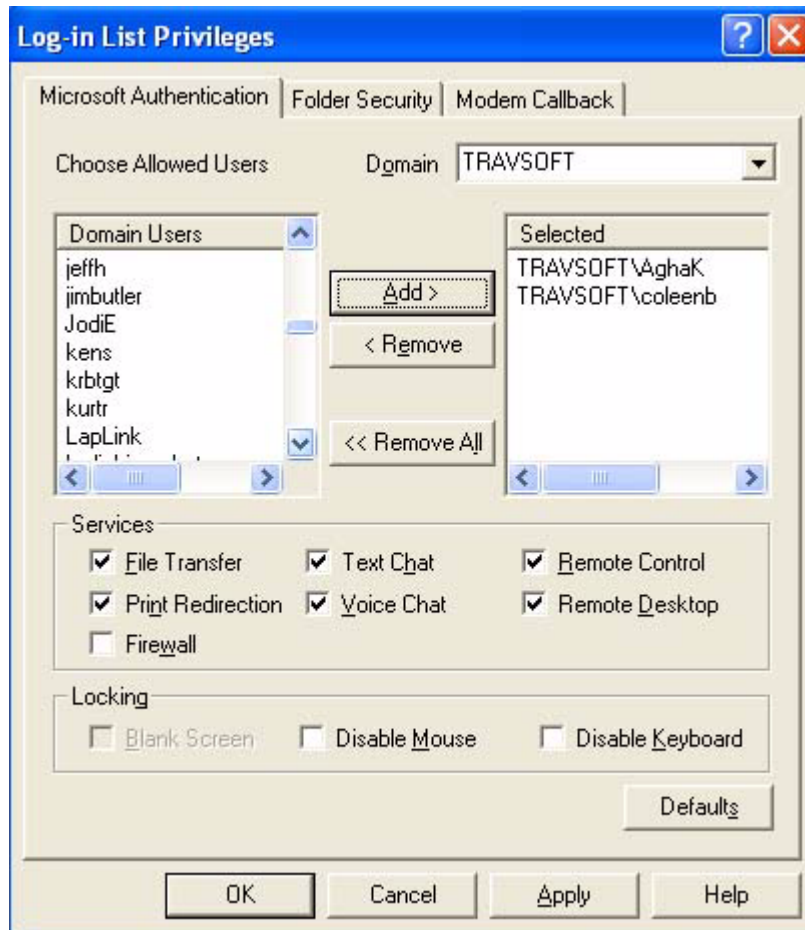 Log-in List Privileges
Microsoft Authentication Folder Security Modem Callback
Choose Allowed Users Domain TRAVSOFT
Domain Users
jeffh
jimbutler
JodiE
kens
krbtgt
kurtr
LapLink
Add >
< Remove
<< Remove All
Selected
TRAVSOFT\AghaK
TRAVSOFT\coleenb
Services
File Transfer Text Chat Remote Control
Print Redirection Voice Chat Remote Desktop
Firewall
Locking
Blank Screen Disable Mouse Disable Keyboard
Defaults
OK Cancel Apply Help